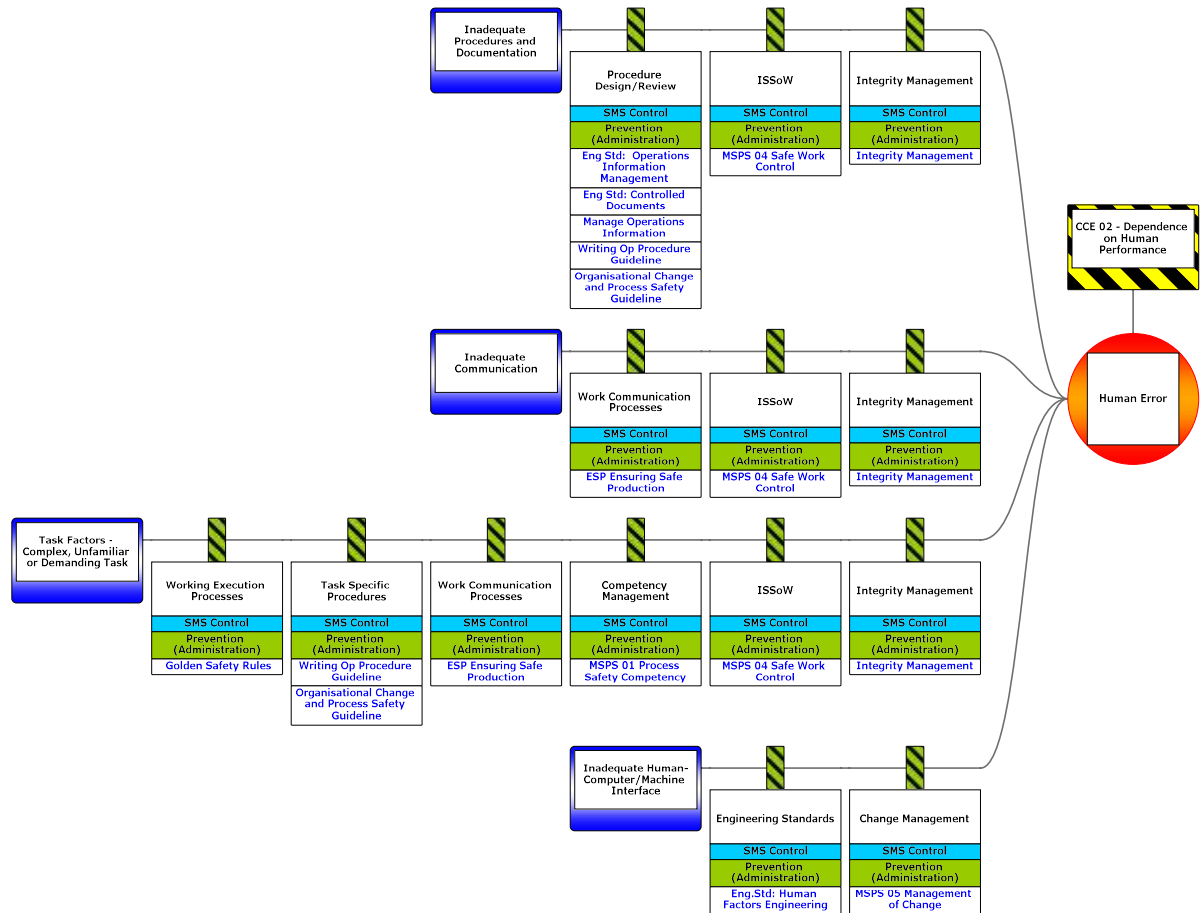 Inadequate
Procedures and
Documentation
Procedure
Design/Review
SMS Control
Prevention
(Administration)
Eng Std:  Operations
Information
Management
Eng Std: Controlled
Documents
Manage Operations
Information
Writing Op Procedure
Guideline
Organisational Change
and Process Safety
Guideline
ISSoW
SMS Control
Prevention
(Administration)
MSPS 04 Safe Work
Control
Integrity Management
SMS Control
Prevention
(Administration)
Integrity Management
CCE 02 - Dependence
on Human
Performance
Human Error
Inadequate
Communication
Work Communication
Processes
SMS Control
Prevention
(Administration)
ESP Ensuring Safe
Production
ISSoW
SMS Control
Prevention
(Administration)
MSPS 04 Safe Work
Control
Integrity Management
SMS Control
Prevention
(Administration)
Integrity Management
Task Factors -
Complex, Unfamiliar
or Demanding Task
Working Execution
Processes
SMS Control
Prevention
(Administration)
Golden Safety Rules
Task Specific
Procedures
SMS Control
Prevention
(Administration)
Writing Op Procedure
Guideline
Organisational Change
and Process Safety
Guideline
Work Communication
Processes
SMS Control
Prevention
(Administration)
ESP Ensuring Safe
Production
Competency
Management
SMS Control
Prevention
(Administration)
MSPS 01 Process
Safety Competency
ISSoW
SMS Control
Prevention
(Administration)
MSPS 04 Safe Work
Control
Integrity Management
SMS Control
Prevention
(Administration)
Integrity Management
Inadequate Human-
Computer/Machine
Interface
Engineering Standards
SMS Control
Prevention
(Administration)
Eng.Std: Human
Factors Engineering
Change Management
SMS Control
Prevention
(Administration)
MSPS 05 Management
of Change